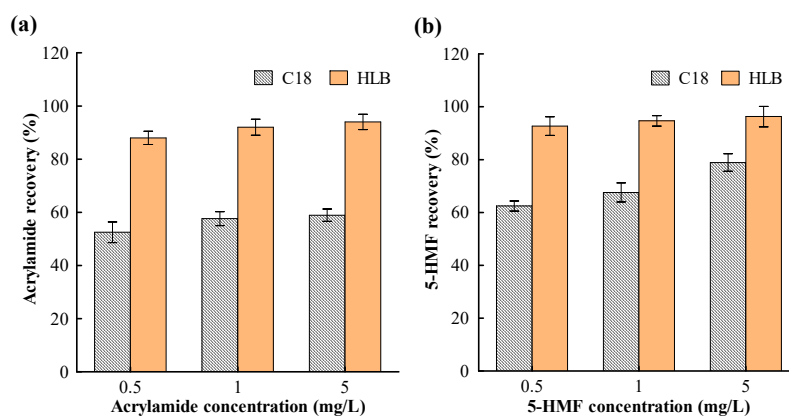 (a)
120
100
80
60
40
20
0
C18 HLB
Acrylamide recovery (%)
0.5 1 5
Acrylamide concentration (mg/L)
(b)
120
100
80
60
40
20
0
C18 HLB
5-HMF recovery (%)
0.5 1 5
5-HMF concentration (mg/L)